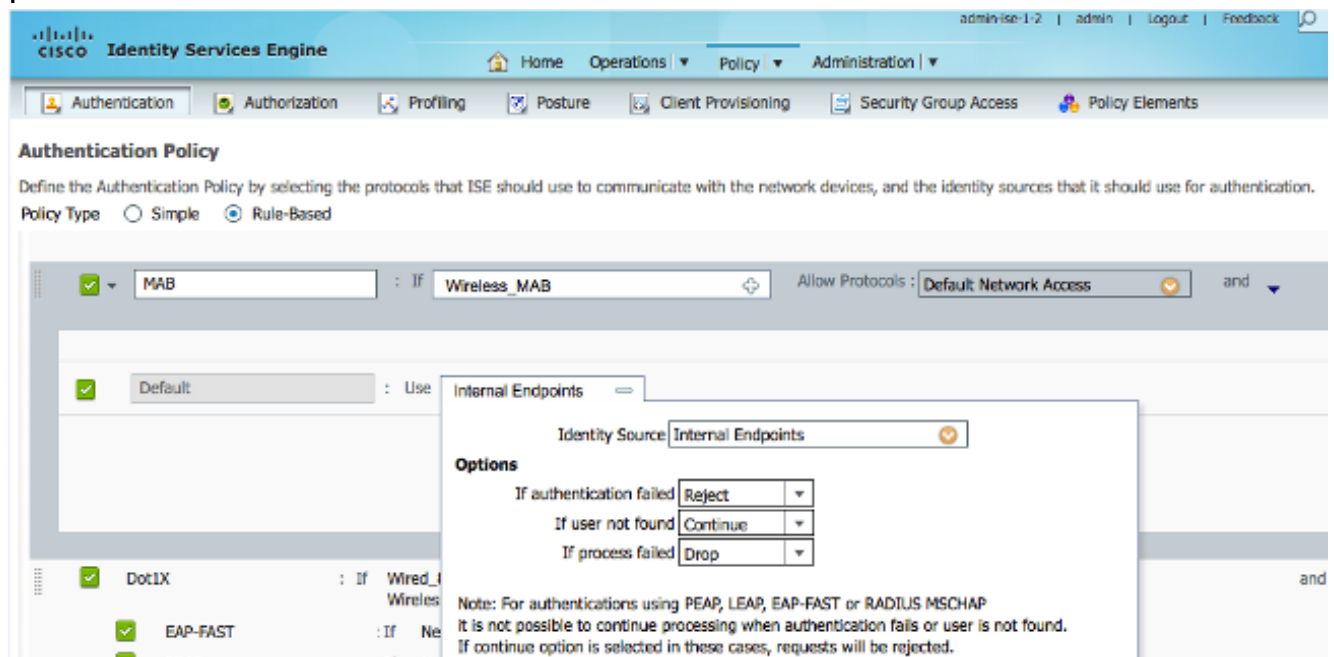 admin-ise-1-2 | admin | Logout | Feedback
CISCO Identity Services Engine
Home Operations | Policy | Administration |
Authentication Authorization Profiling Posture Client Provisioning Security Group Access Policy Elements
Authentication Policy
Define the Authentication Policy by selecting the protocols that ISE should use to communicate with the network devices, and the identity sources that it should use for authentication.
Policy Type Simple Rule-Based
MAB : If Wireless_MAB Allow Protocols : Default Network Access and
Default : Use Internal Endpoints
Identity Source Internal Endpoints
Options
If authentication failed Reject
If user not found Continue
If process failed Drop
Dot1X : If Wired_ and
Wireles
Note: For authentications using PEAP, LEAP, EAP-FAST or RADIUS MSCHAP
EAP-FAST : If Ne it is not possible to continue processing when authentication fails or user is not found.
If continue option is selected in these cases, requests will be rejected.